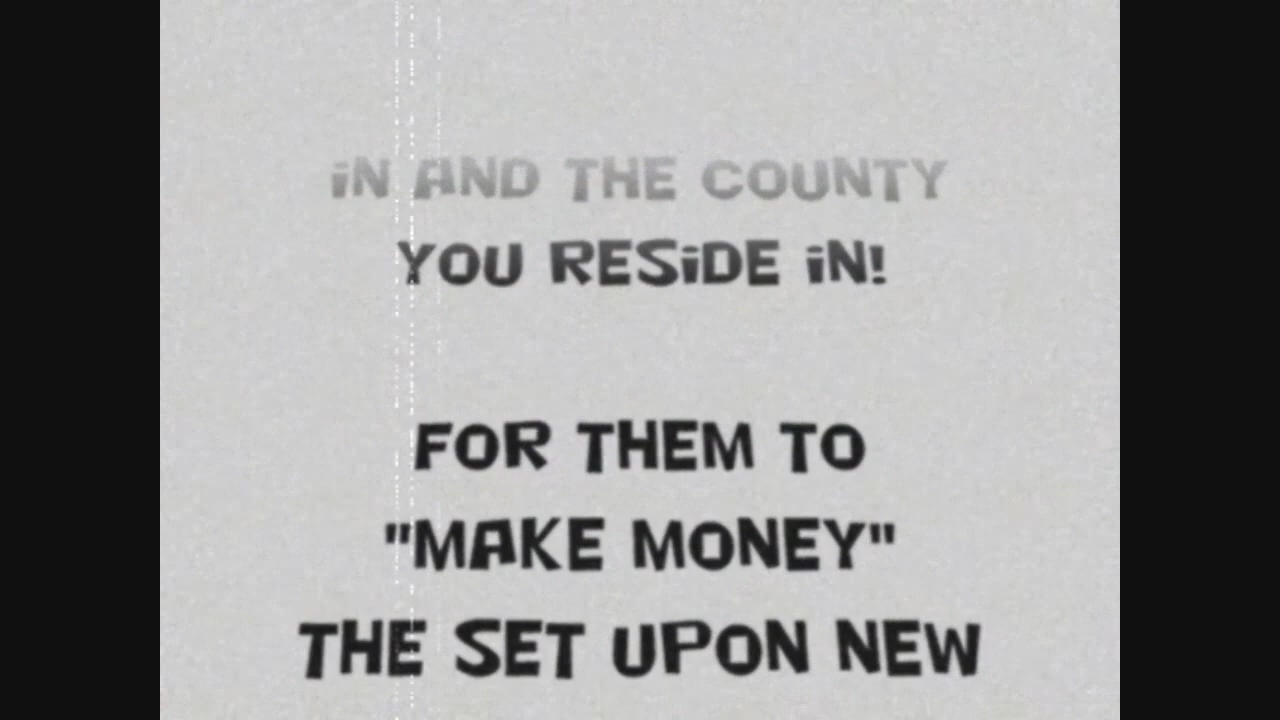 iN AND THE COUNTY
YOU RESiDE iN!
FOR THEM TO
"MAKE MONEY"
THE SET UPON NEW